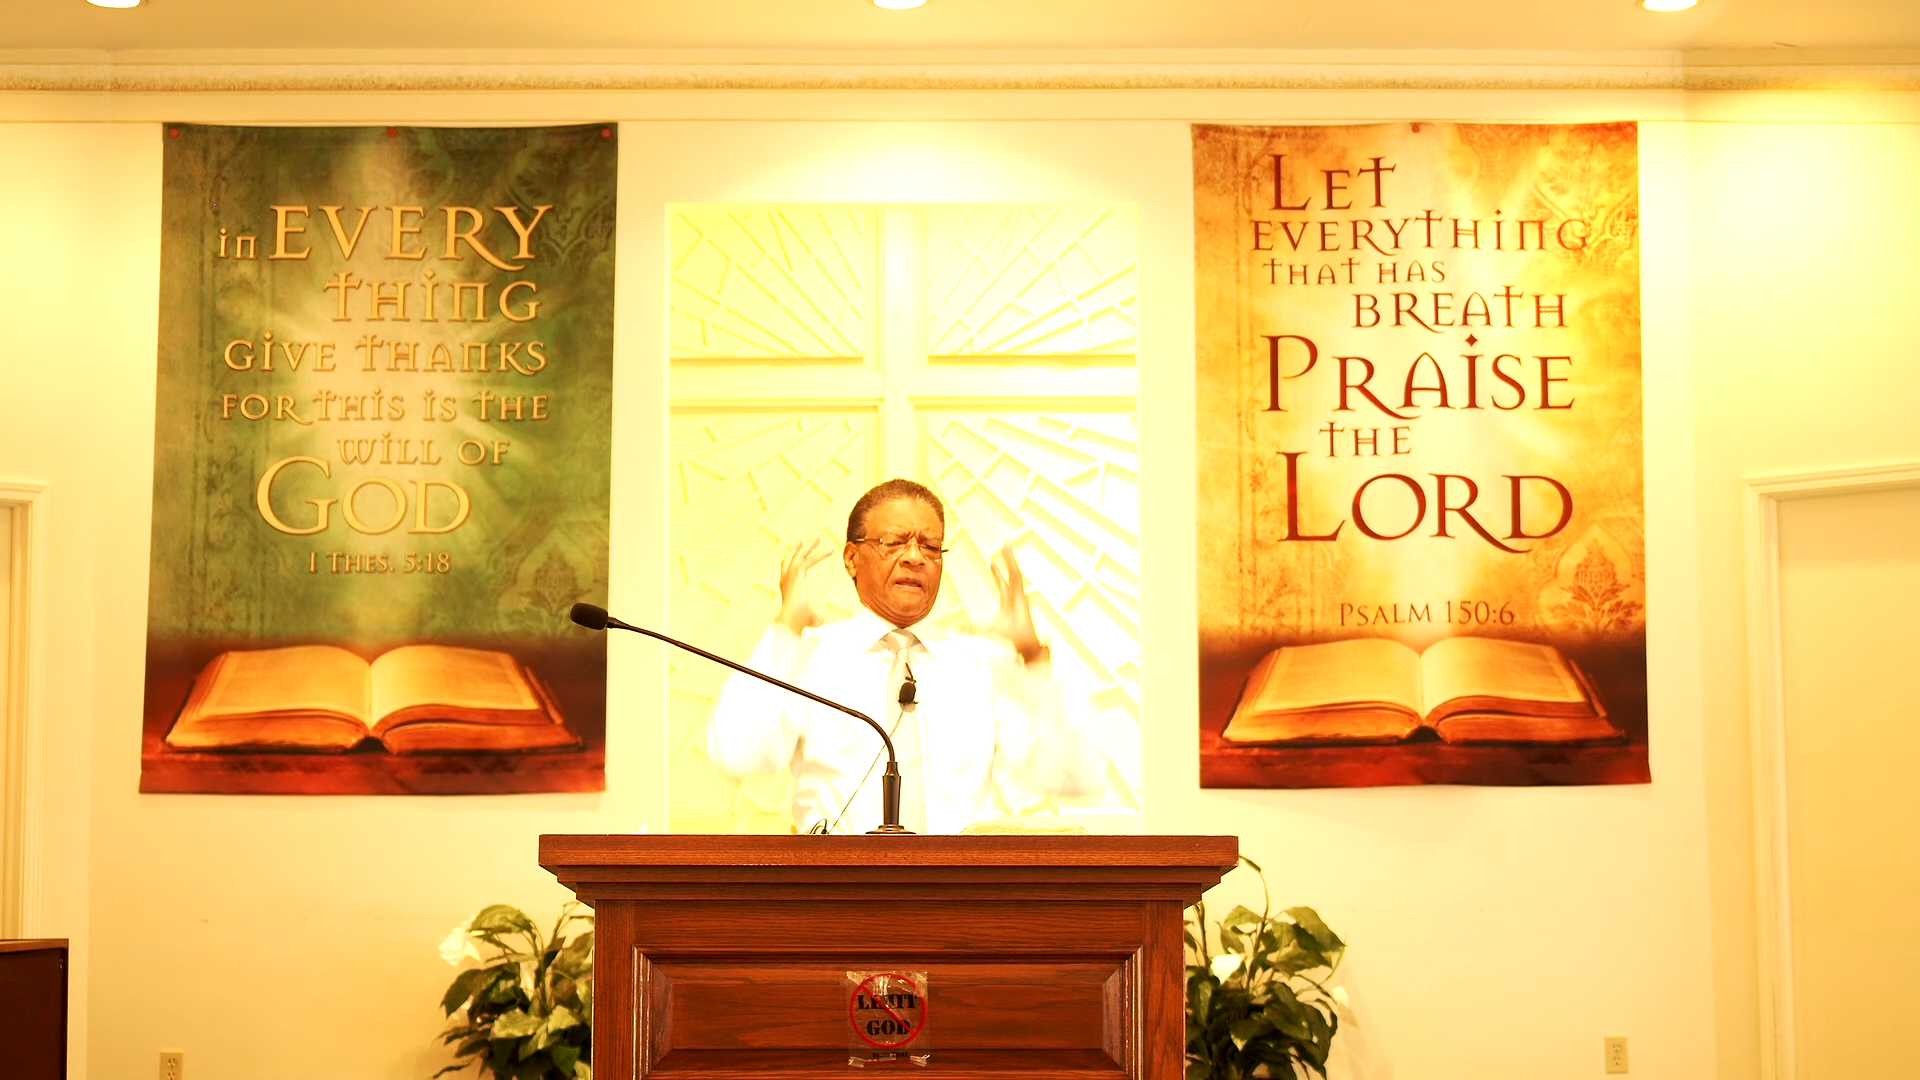 in EVERY
THING
GIVE THANKS
FOR THIS IS THE
WILL OF
GOD
I THES. 5:18
LET
EVERYTHING
THAT HAS
BREATH
PRAISE
THE
LORD
PSALM 150:6
LIMIT
GOD